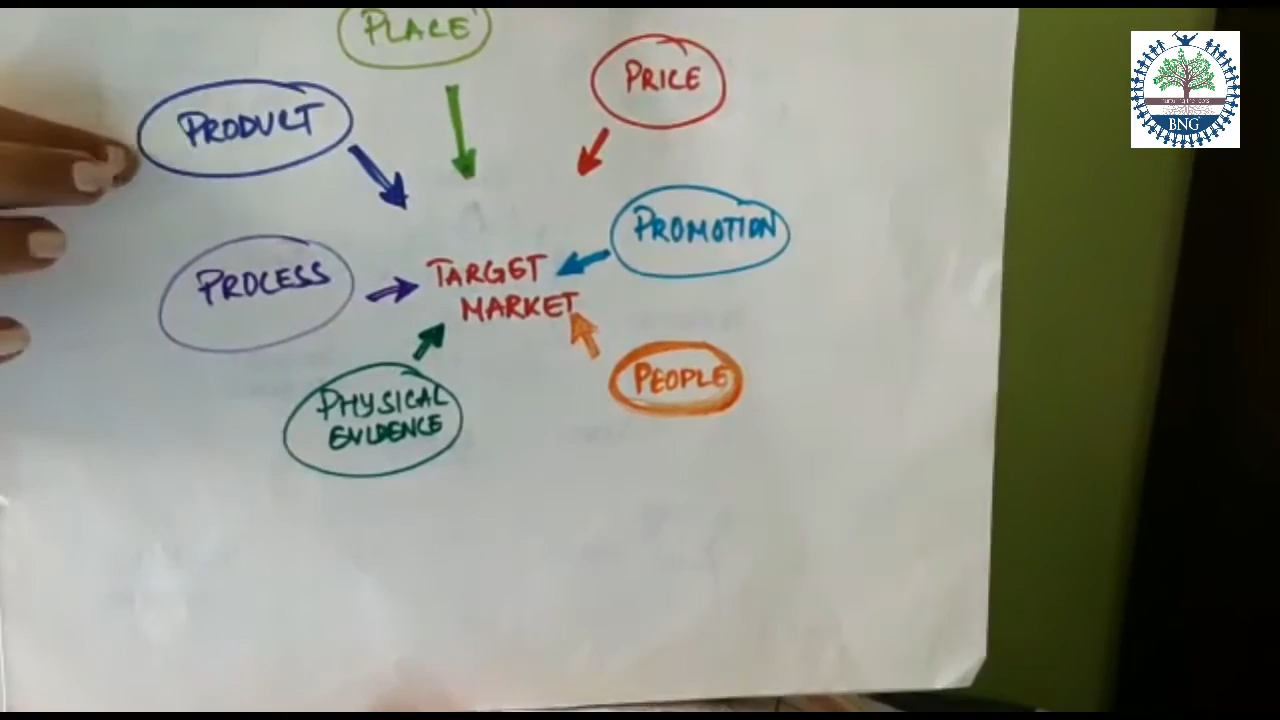 PLACE
PRICE
PRODUCT
PROMOTION
PROCESS
TARGET
MARKET
PEOPLE
PHYSICAL
EVIDENCE
BNG